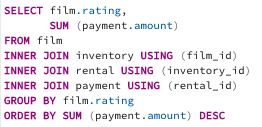 SELECT film.rating,
SUM (payment.amount)
FROM film
INNER JOIN inventory USING (film_id)
INNER JOIN rental USING (inventory_id)
INNER JOIN payment USING (rental_id)
GROUP BY film.rating
ORDER BY SUM (payment.amount) DESC